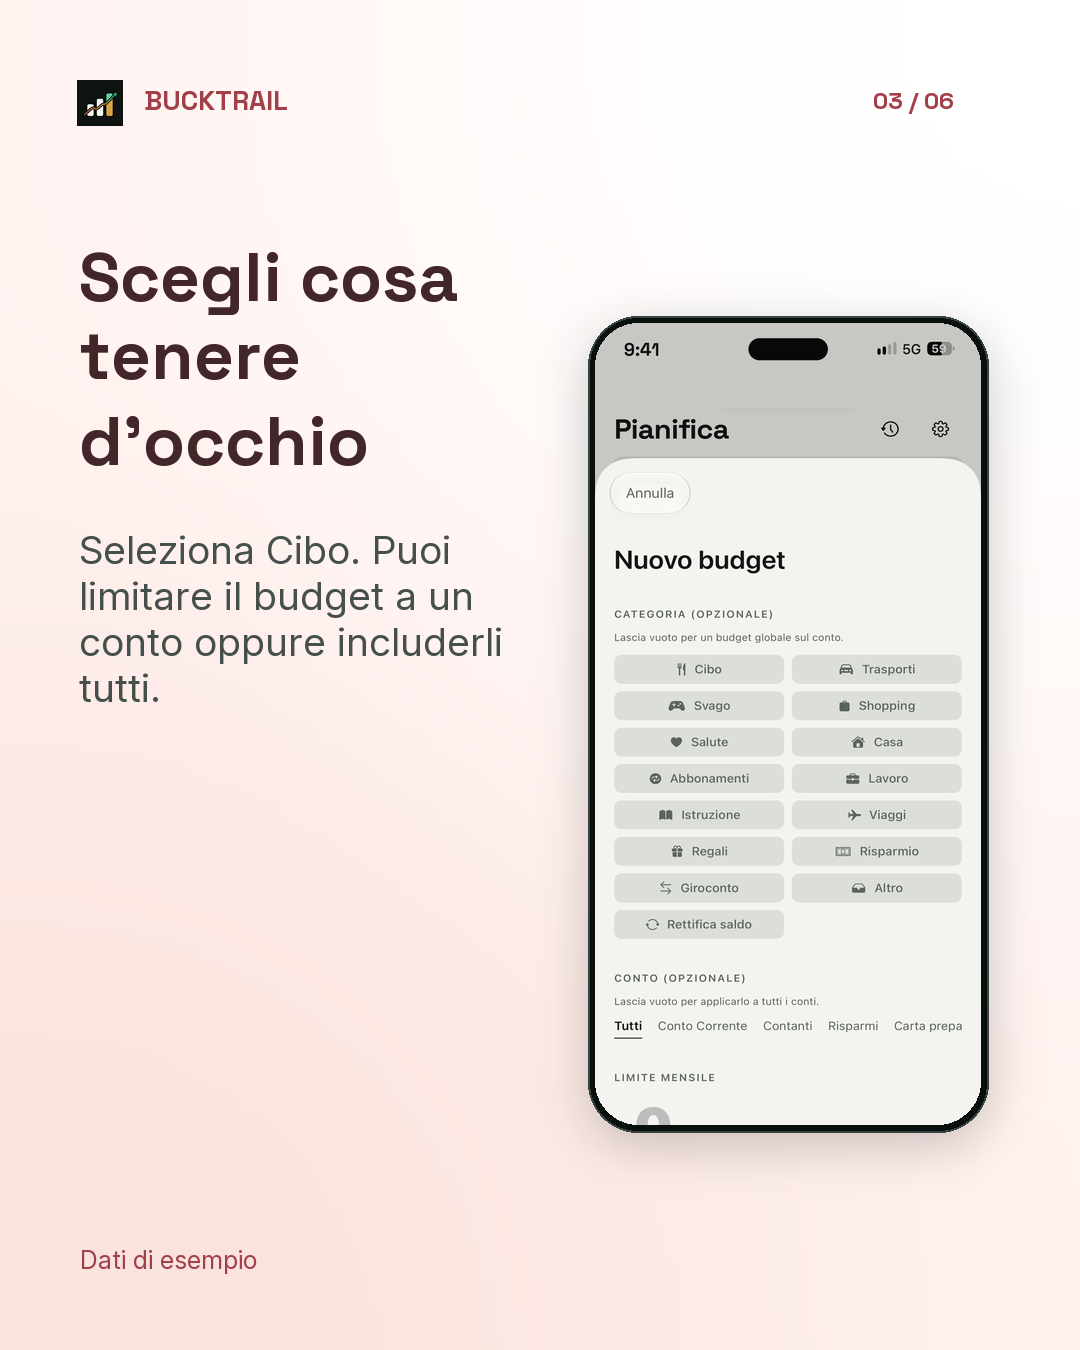 BUCKTRAIL
03 / 06
Scegli cosa
tenere
d’occhio
Seleziona Cibo. Puoi
limitare il budget a un
conto oppure includerli
tutti.
9:41
5G 59
Pianifica
Annulla
Nuovo budget
CATEGORIA (OPZIONALE)
Lascia vuoto per un budget globale sul conto.
Cibo
Trasporti
Svago
Shopping
Salute
Casa
Abbonamenti
Lavoro
Istruzione
Viaggi
Regali
Risparmio
Giroconto
Altro
Rettifica saldo
CONTO (OPZIONALE)
Lascia vuoto per applicarlo a tutti i conti.
Tutti Conto Corrente Contanti Risparmi Carta prepa
LIMITE MENSILE
0
Dati di esempio